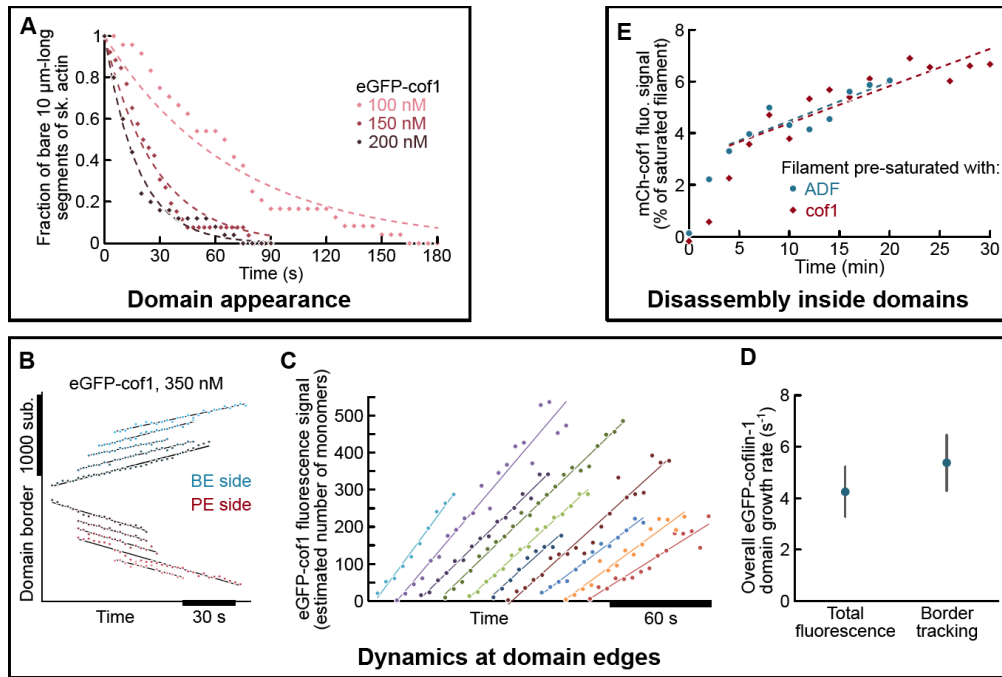 A
Fraction of bare 10 µm-long
segments of sk. actin
1
0.8
0.6
0.4
0.2
0
eGFP-cof1
100 nM
150 nM
200 nM
0 30 60 90 120 150 180
Time (s)
Domain appearance
E
mCh-cof1 fluo. signal
(% of saturated filament)
8
6
4
2
0
Filament pre-saturated with:
ADF
cof1
0 5 10 15 20 25 30
Time (min)
Disassembly inside domains
B
eGFP-cof1, 350 nM
1000 sub.
Domain border
BE side
PE side
Time
30 s
C
eGFP-cof1 fluorescence signal
(estimated number of monomers)
500
400
300
200
100
0
Time
60 s
D
Overall eGFP-cofilin-1
domain growth rate (s⁻¹)
8
6
4
2
0
Total
fluorescence
Border
tracking
Dynamics at domain edges